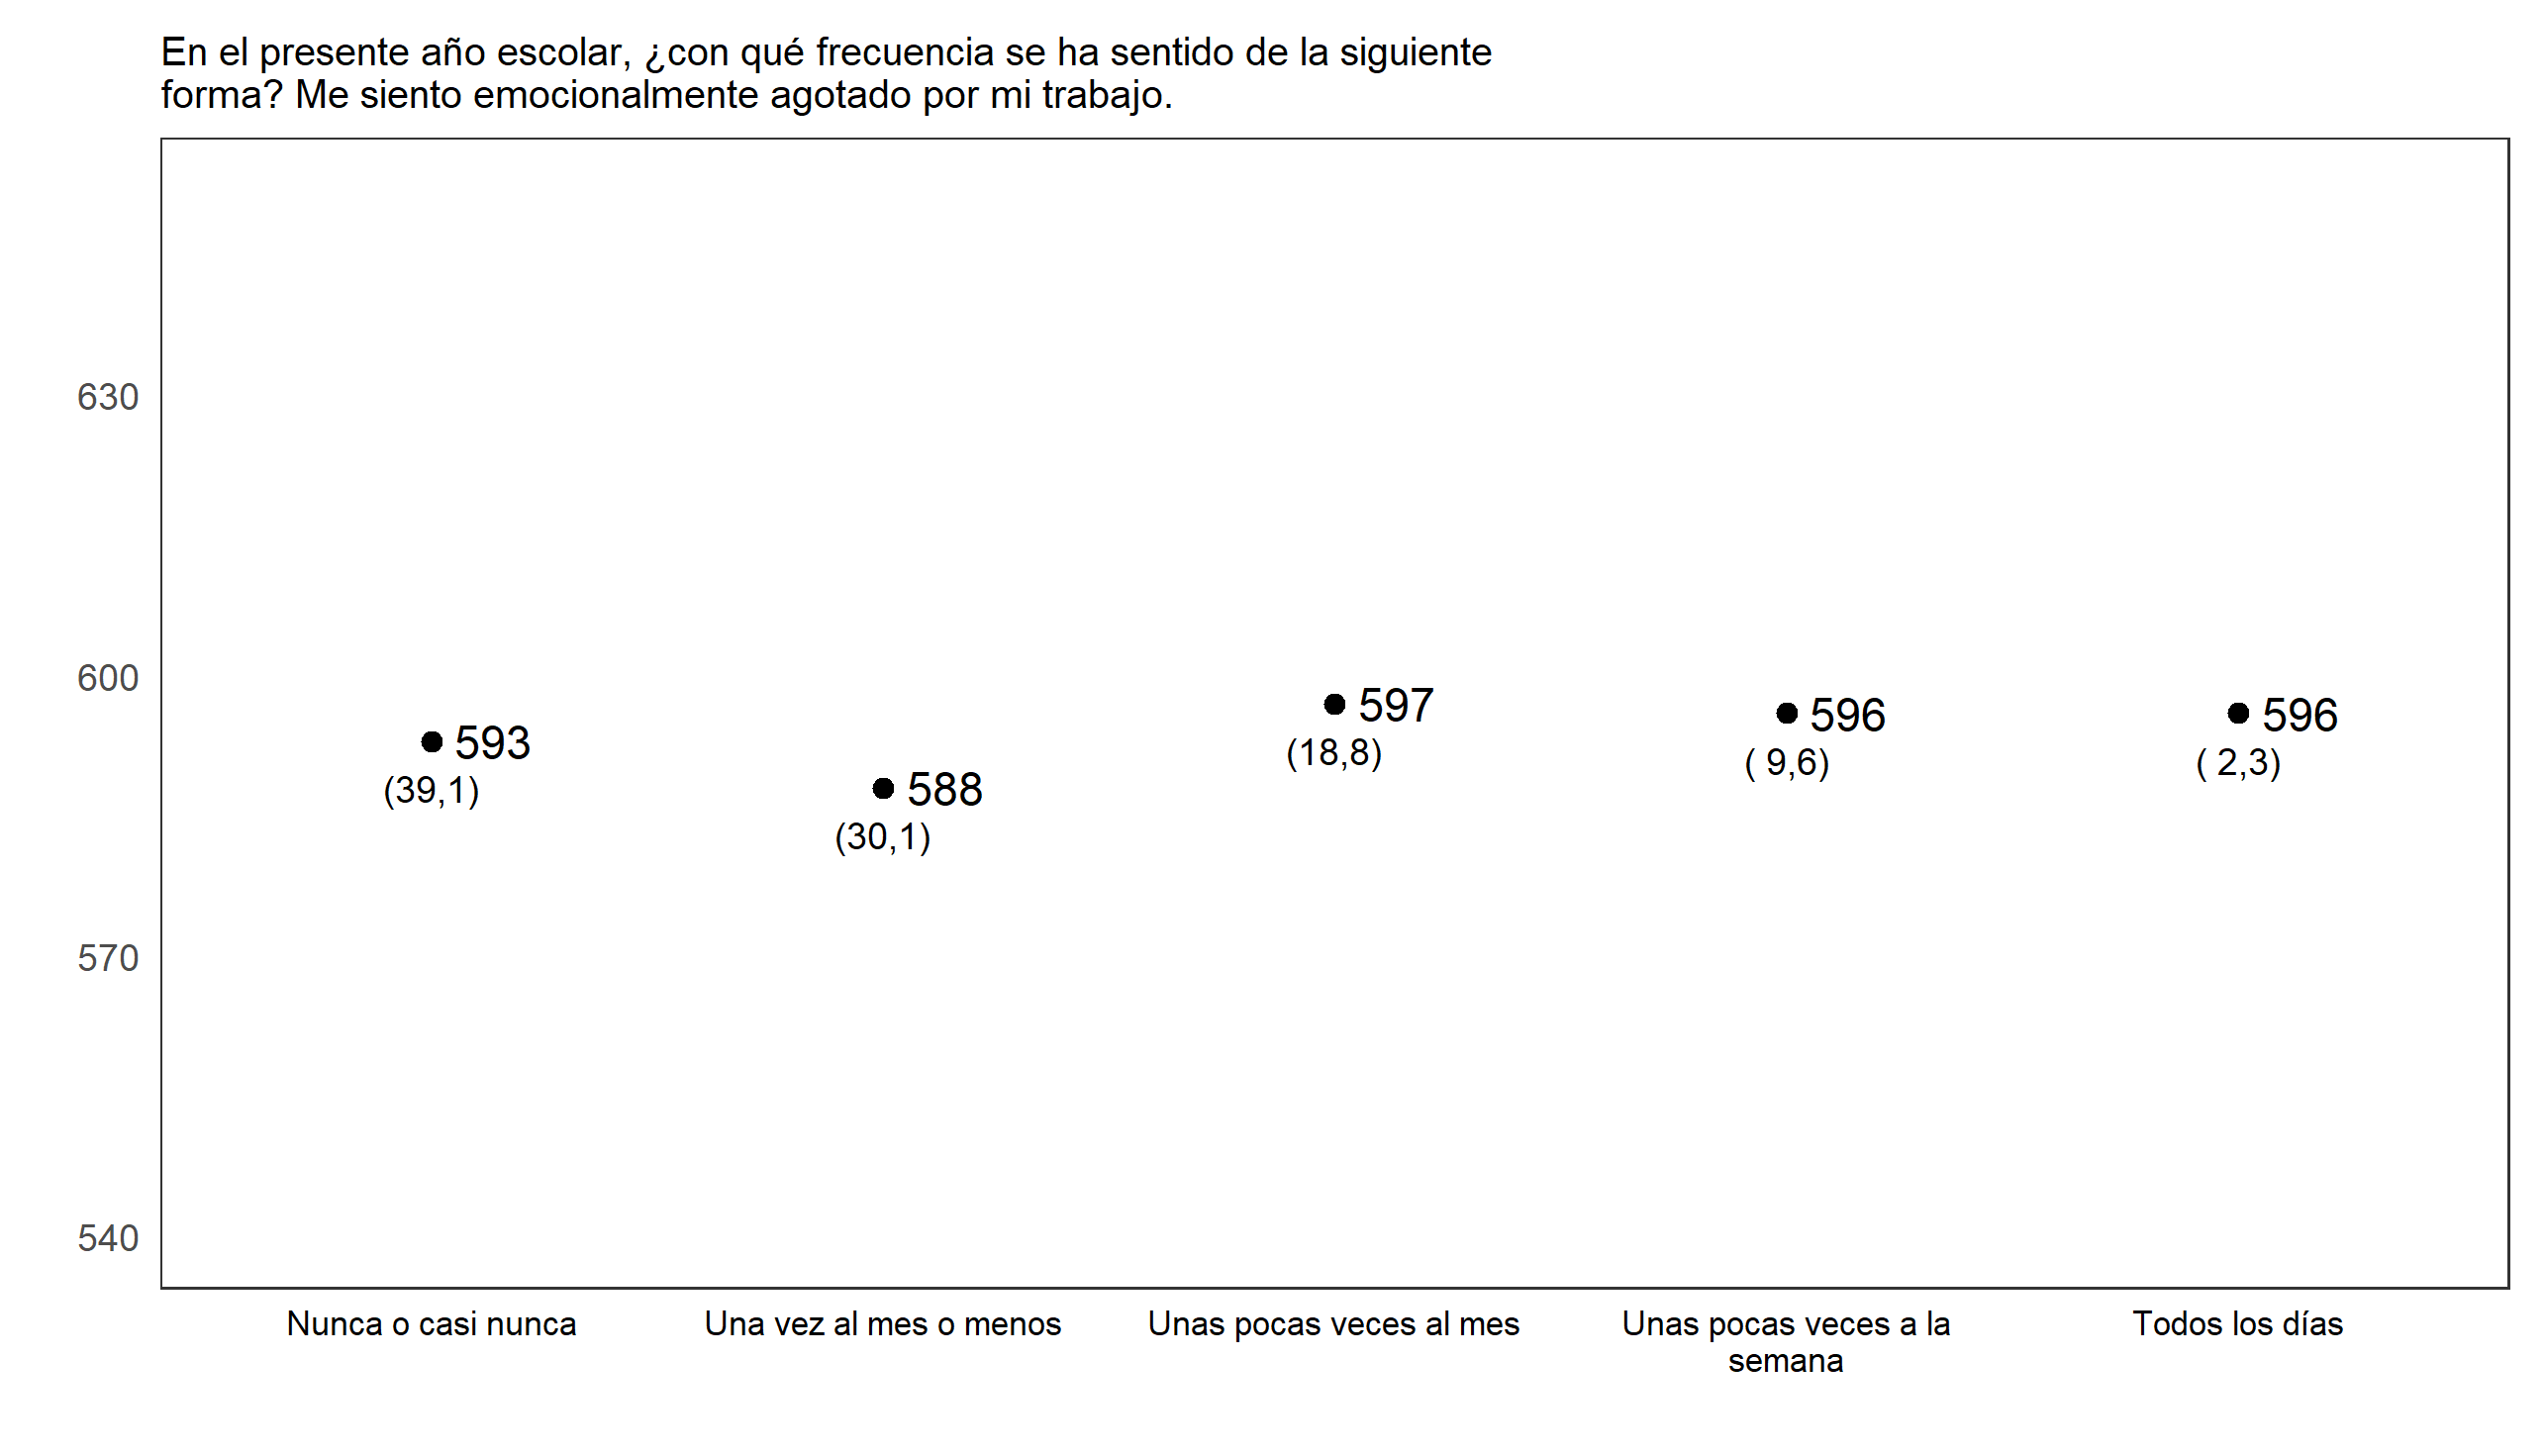 En el presente año escolar, ¿con qué frecuencia se ha sentido de la siguiente
forma? Me siento emocionalmente agotado por mi trabajo.
630
600
570
540
593
(39,1)
588
(30,1)
597
(18,8)
596
( 9,6)
596
( 2,3)
Nunca o casi nunca
Una vez al mes o menos
Unas pocas veces al mes
Unas pocas veces a la
semana
Todos los días